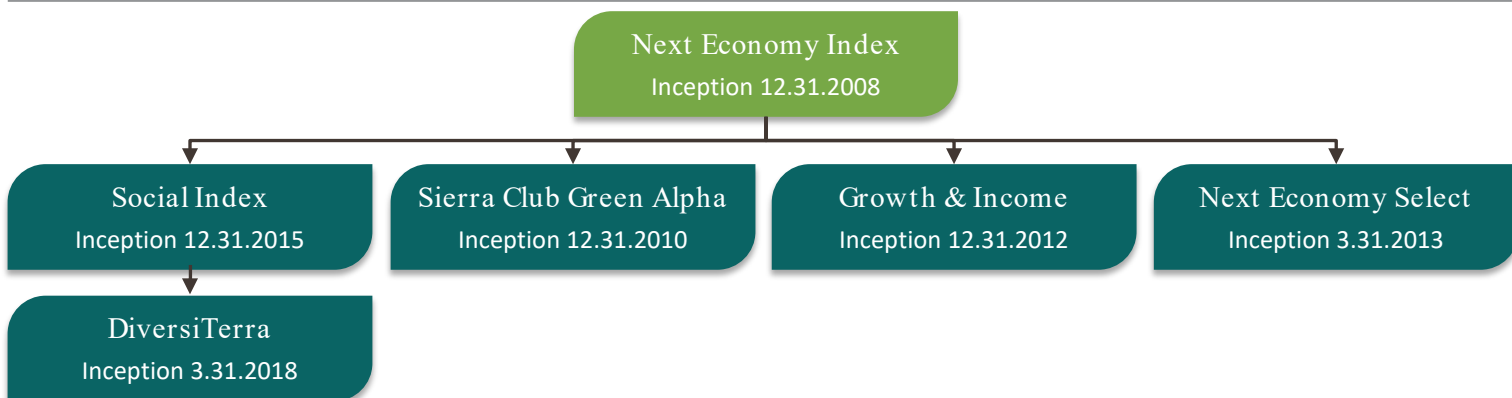 Next Economy Index
Inception 12.31.2008
Social Index
Inception 12.31.2015
Sierra Club Green Alpha
Inception 12.31.2010
Growth & Income
Inception 12.31.2012
Next Economy Select
Inception 3.31.2013
DiversiTerra
Inception 3.31.2018